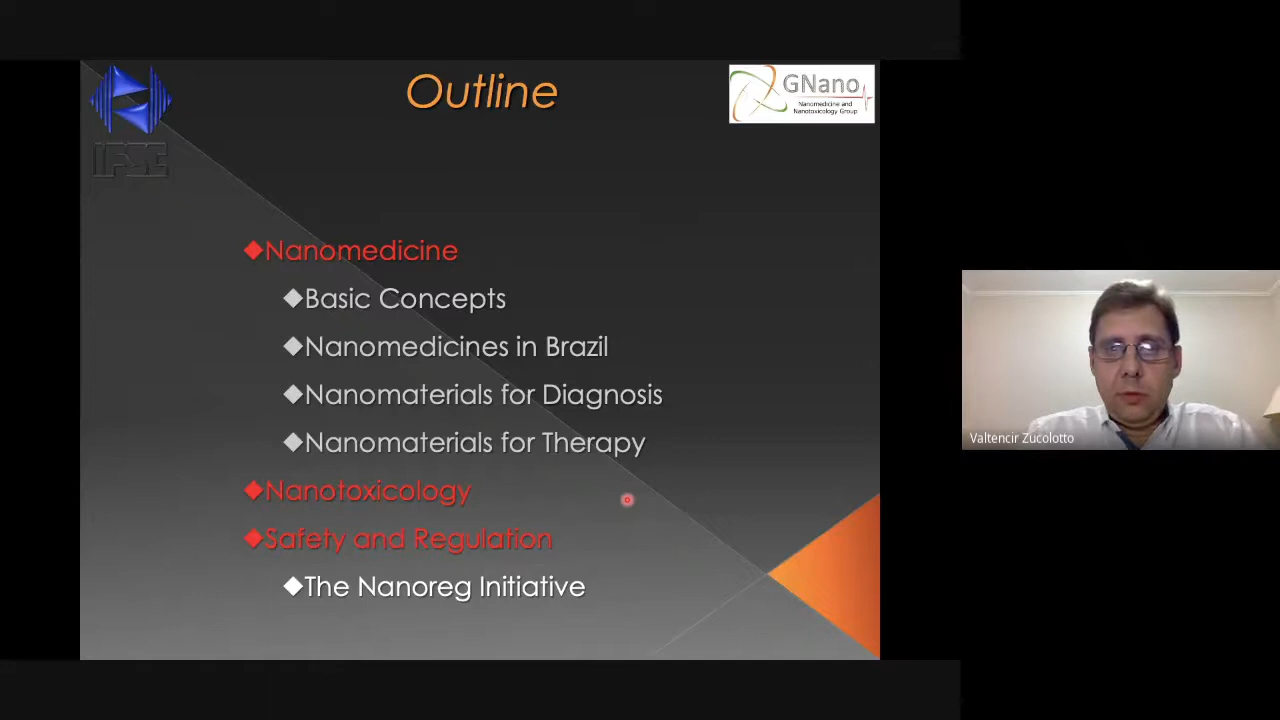 Outline
GNano
Nanomedicine and
Nanotoxicology Group
IFSC
◆Nanomedicine
◆Basic Concepts
◆Nanomedicines in Brazil
◆Nanomaterials for Diagnosis
◆Nanomaterials for Therapy
◆Nanotoxicology
◆Safety and Regulation
◆The Nanoreg Initiative
Valtencir Zucolotto